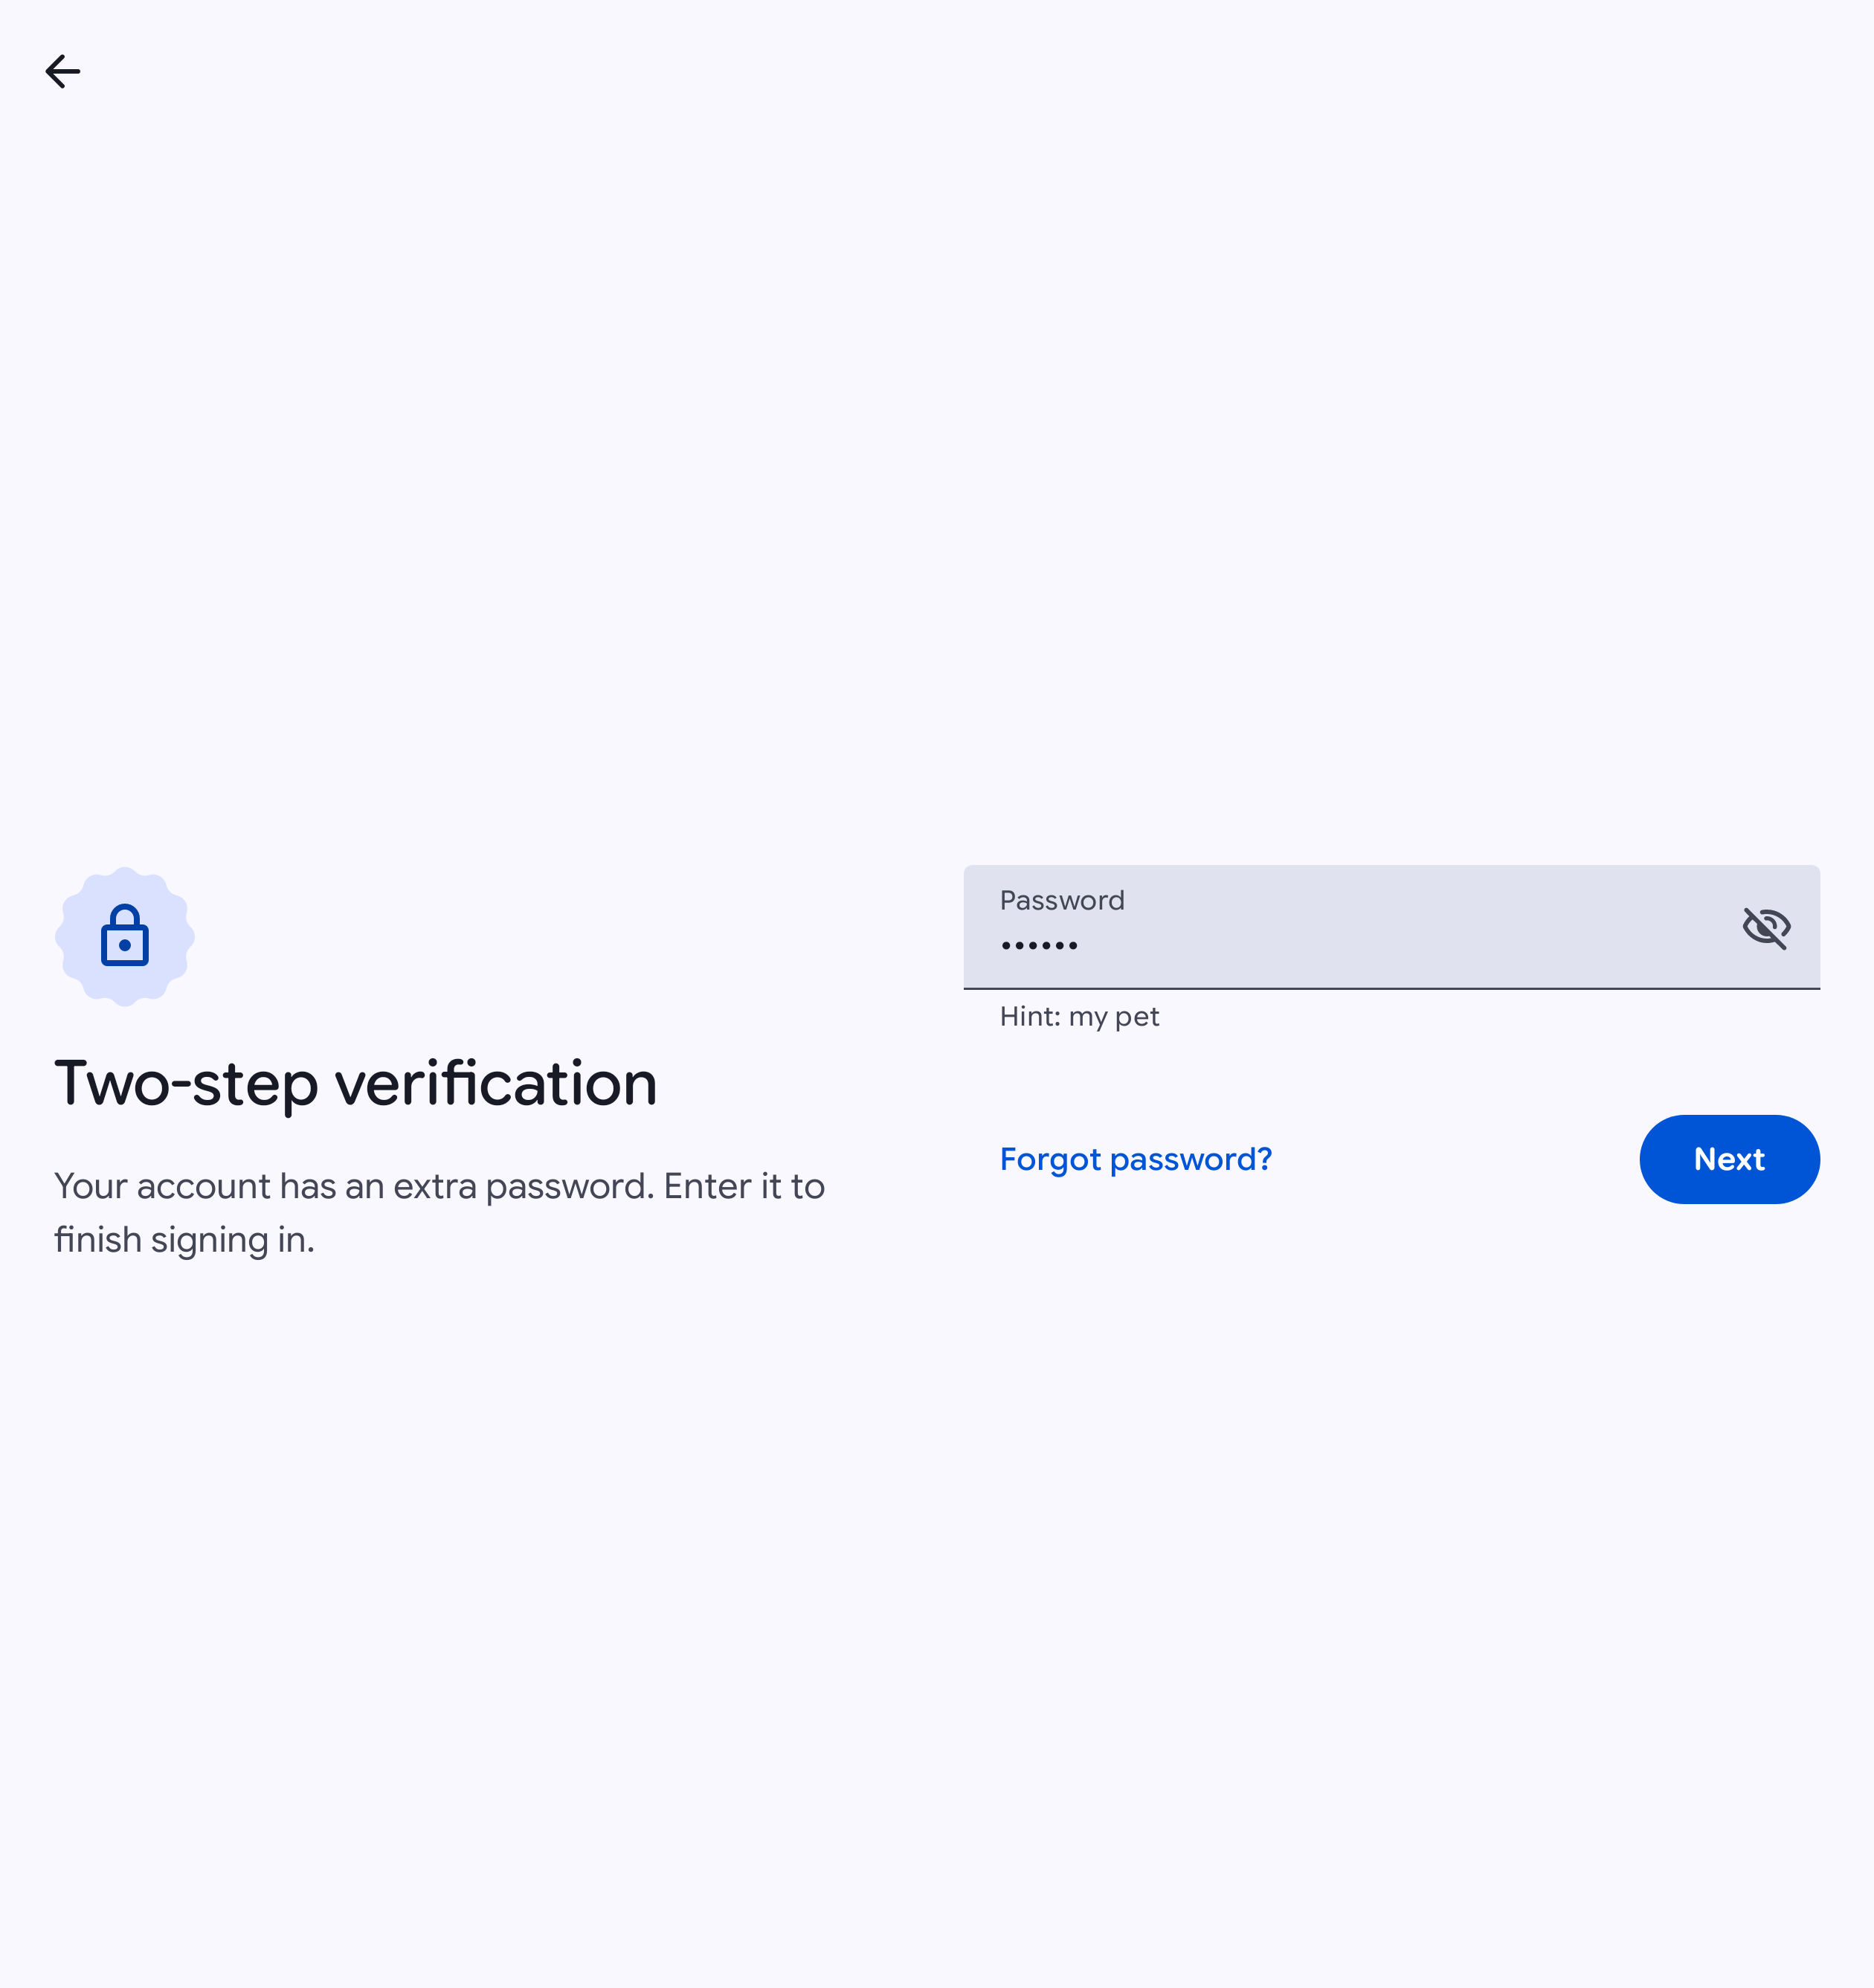 Two-step verification
Your account has an extra password. Enter it to
finish signing in.
Password
••••••
Hint: my pet
Forgot password?
Next